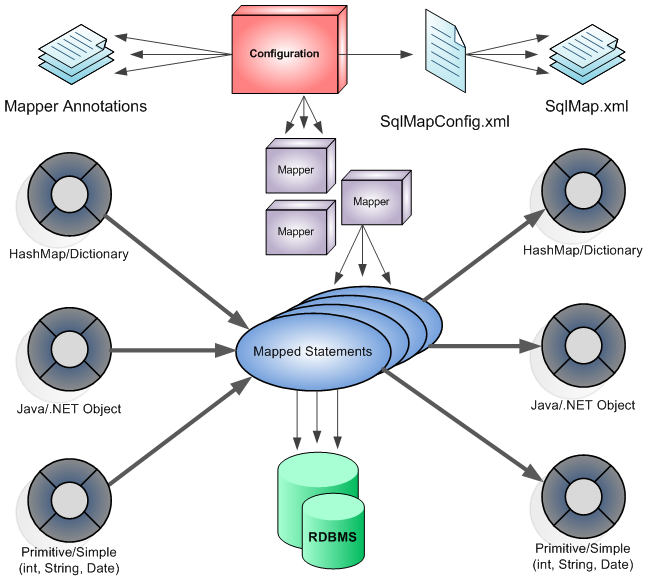 Configuration
Mapper Annotations
SqlMapConfig.xml
SqlMap.xml
Mapper
Mapper
Mapper
HashMap/Dictionary
HashMap/Dictionary
Mapped Statements
Java/.NET Object
Java/.NET Object
RDBMS
Primitive/Simple
(int, String, Date)
Primitive/Simple
(int, String, Date)